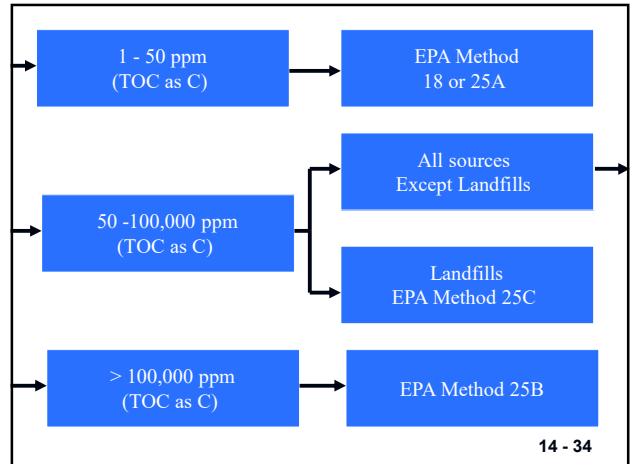 1 - 50 ppm
(TOC as C)
EPA Method
18 or 25A
All sources
Except Landfills
50 -100,000 ppm
(TOC as C)
Landfills
EPA Method 25C
> 100,000 ppm
(TOC as C)
EPA Method 25B
14 - 34